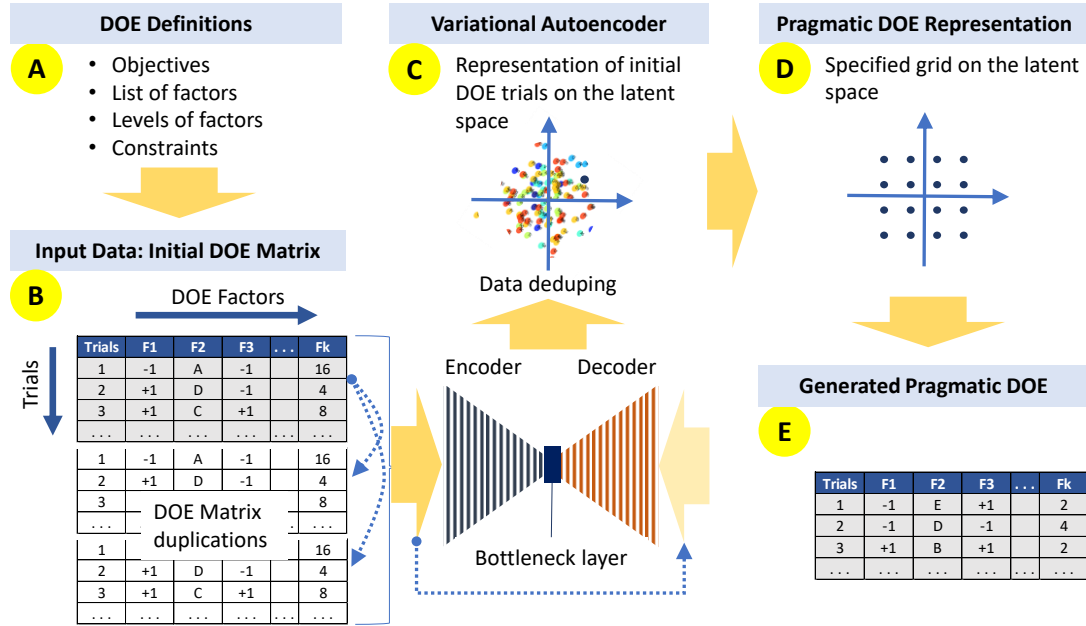 DOE Definitions
A
• Objectives
• List of factors
• Levels of factors
• Constraints
Input Data: Initial DOE Matrix
B
DOE Factors
Trials
Trials F1 F2 F3 ... Fk
1 -1 A -1 16
2 +1 D -1 4
3 +1 C +1 8
... ... ... ... ...
1 -1 A -1 16
2 +1 D -1 4
3 8
... ...
DOE Matrix
duplications
1 16
2 +1 D -1 4
3 +1 C +1 8
... ... ... ... ... ...
Variational Autoencoder
C
Representation of initial
DOE trials on the latent
space
Data deduping
Encoder
Decoder
Bottleneck layer
Pragmatic DOE Representation
D
Specified grid on the latent
space
Generated Pragmatic DOE
E
Trials F1 F2 F3 ... Fk
1 -1 E +1 2
2 -1 D -1 4
3 +1 B +1 2
... ... ... ... ...